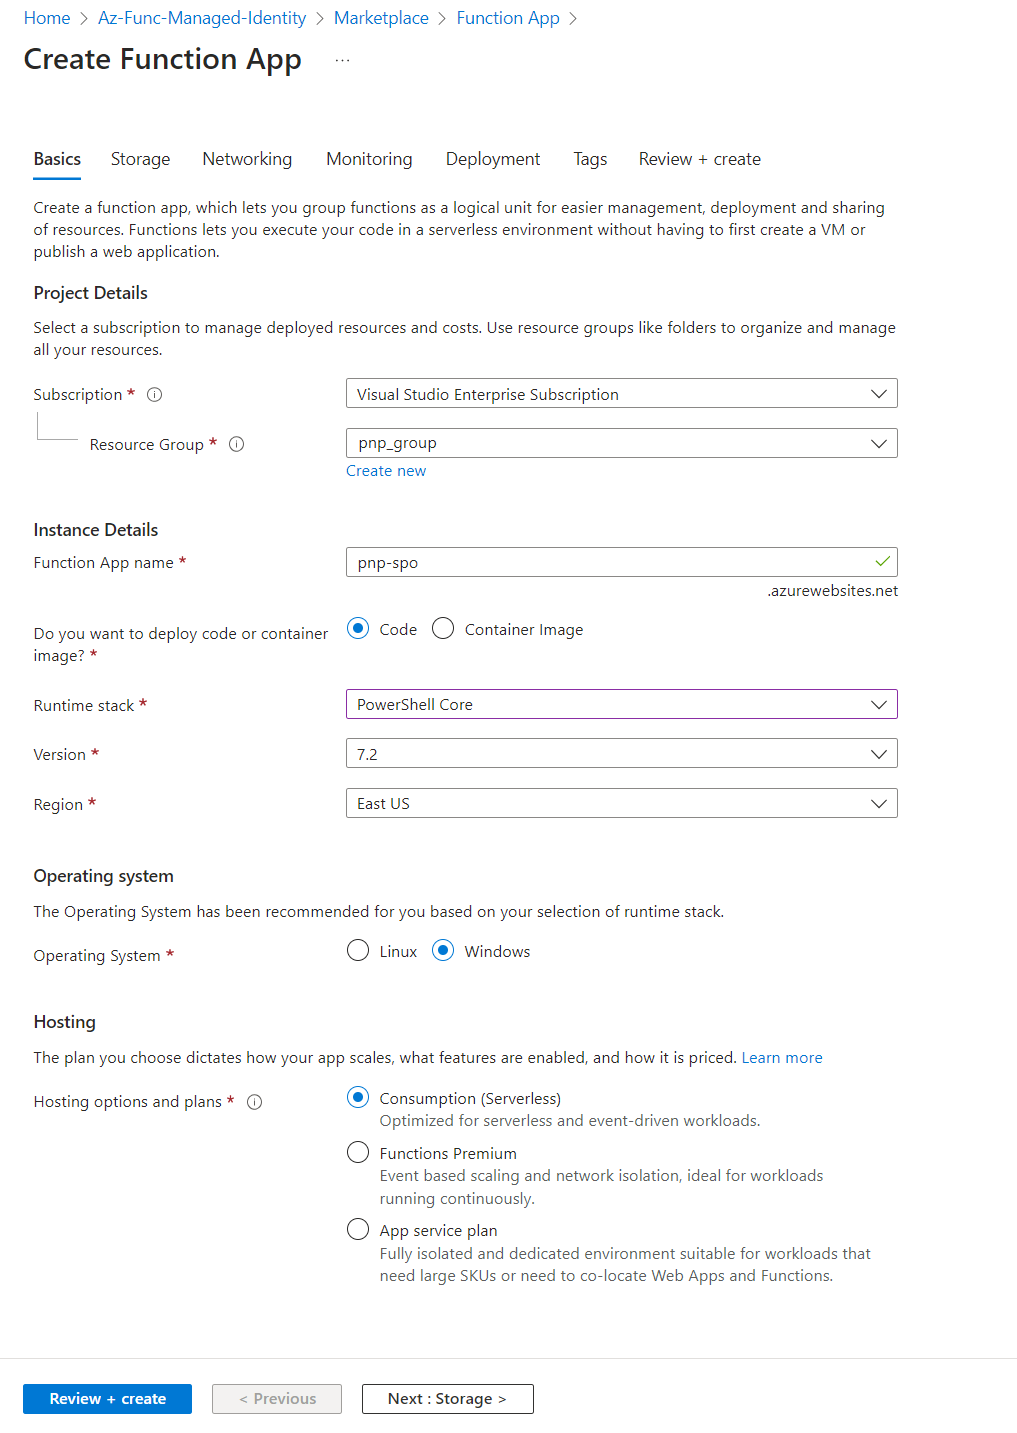 Home > Az-Func-Managed-Identity > Marketplace > Function App >
Create Function App ...
Basics Storage Networking Monitoring Deployment Tags Review + create
Create a function app, which lets you group functions as a logical unit for easier management, deployment and sharing
of resources. Functions lets you execute your code in a serverless environment without having to first create a VM or
publish a web application.
Project Details
Select a subscription to manage deployed resources and costs. Use resource groups like folders to organize and manage
all your resources.
Subscription * Visual Studio Enterprise Subscription
Resource Group * pnp_group
Create new
Instance Details
Function App name * pnp-spo
.azurewebsites.net
Do you want to deploy code or container
image? *
Code Container Image
Runtime stack * PowerShell Core
Version * 7.2
Region * East US
Operating system
The Operating System has been recommended for you based on your selection of runtime stack.
Operating System * Linux Windows
Hosting
The plan you choose dictates how your app scales, what features are enabled, and how it is priced. Learn more
Hosting options and plans * Consumption (Serverless)
Optimized for serverless and event-driven workloads.
Functions Premium
Event based scaling and network isolation, ideal for workloads
running continuously.
App service plan
Fully isolated and dedicated environment suitable for workloads that
need large SKUs or need to co-locate Web Apps and Functions.
Review + create < Previous Next : Storage >